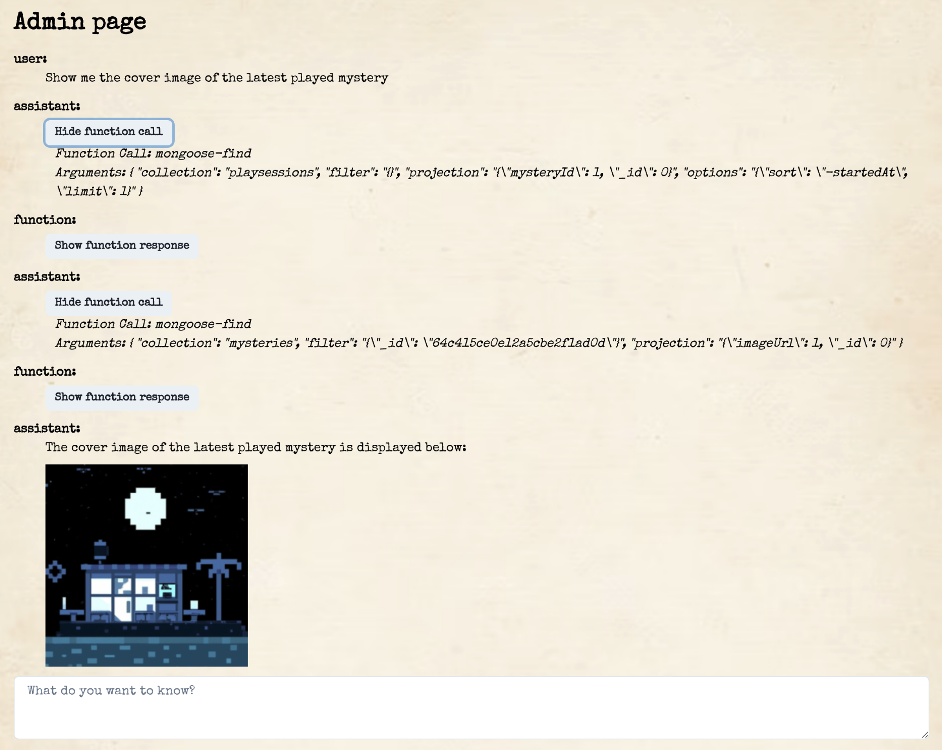 Admin page
user:
Show me the cover image of the latest played mystery
assistant:
Hide function call
Function Call: mongoose-find
Arguments: { "collection": "playsessions", "filter": "{}", "projection": "{\"mysteryId\": 1, \"_id\": 0}", "options": "{\"sort\": \"-startedAt\",
\"limit\": 1}" }
function:
Show function response
assistant:
Hide function call
Function Call: mongoose-find
Arguments: { "collection": "mysteries", "filter": "{\"_id\": \"64c415ce0e12a5cbe2f1ad0d\"}", "projection": "{\"imageUrl\": 1, \"_id\": 0}" }
function:
Show function response
assistant:
The cover image of the latest played mystery is displayed below:
What do you want to know?